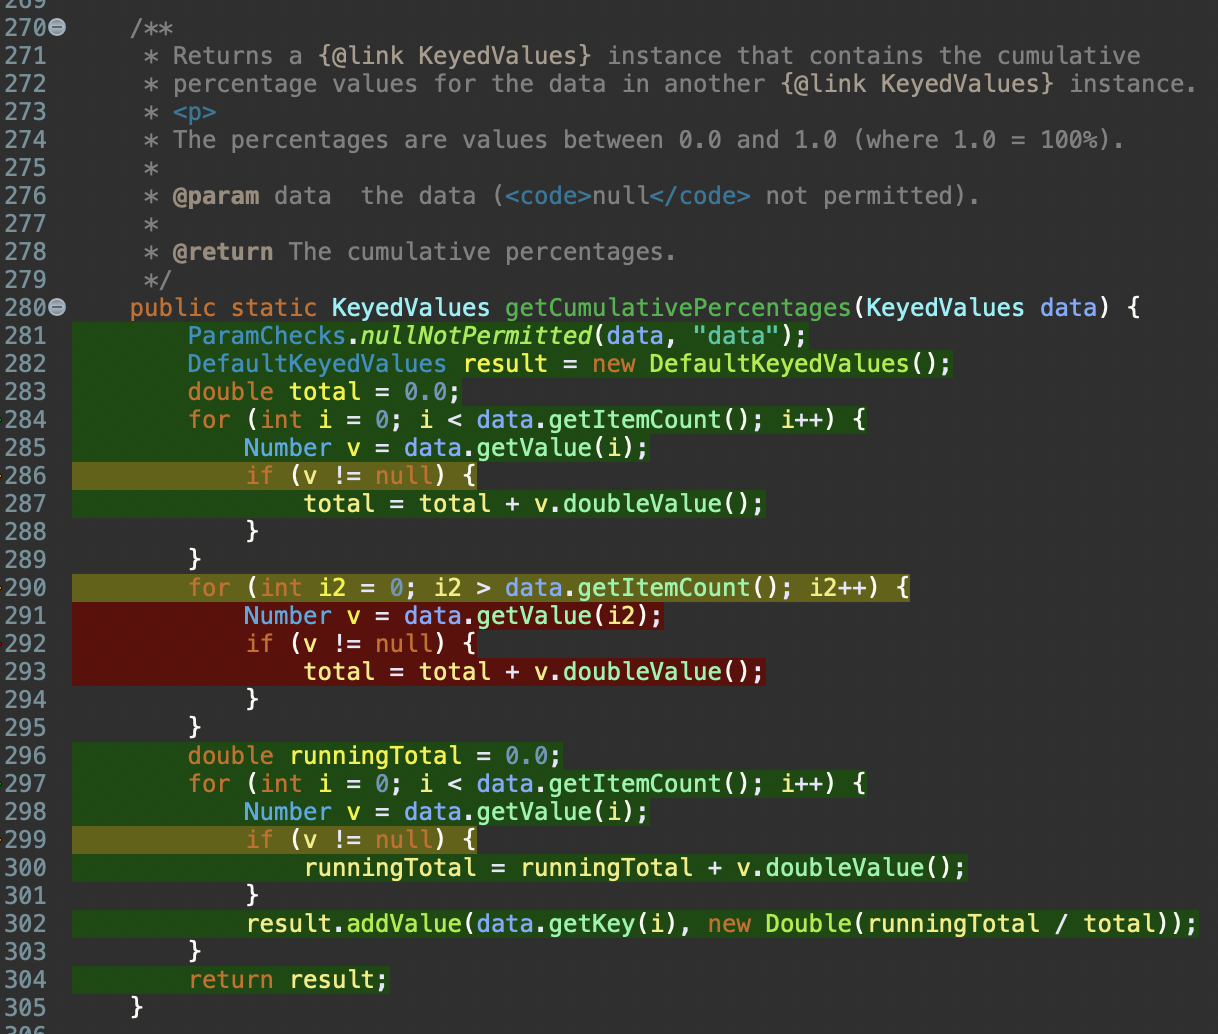 269
270 /**
271 * Returns a {@link KeyedValues} instance that contains the cumulative
272 * percentage values for the data in another {@link KeyedValues} instance.
273 * <p>
274 * The percentages are values between 0.0 and 1.0 (where 1.0 = 100%).
275 *
276 * @param data  the data (<code>null</code> not permitted).
277 *
278 * @return The cumulative percentages.
279 */
280 public static KeyedValues getCumulativePercentages(KeyedValues data) {
281 ParamChecks.nullNotPermitted(data, "data");
282 DefaultKeyedValues result = new DefaultKeyedValues();
283 double total = 0.0;
284 for (int i = 0; i < data.getItemCount(); i++) {
285 Number v = data.getValue(i);
286 if (v != null) {
287 total = total + v.doubleValue();
288 }
289 }
290 for (int i2 = 0; i2 > data.getItemCount(); i2++) {
291 Number v = data.getValue(i2);
292 if (v != null) {
293 total = total + v.doubleValue();
294 }
295 }
296 double runningTotal = 0.0;
297 for (int i = 0; i < data.getItemCount(); i++) {
298 Number v = data.getValue(i);
299 if (v != null) {
300 runningTotal = runningTotal + v.doubleValue();
301 }
302 result.addValue(data.getKey(i), new Double(runningTotal / total));
303 }
304 return result;
305 }
306